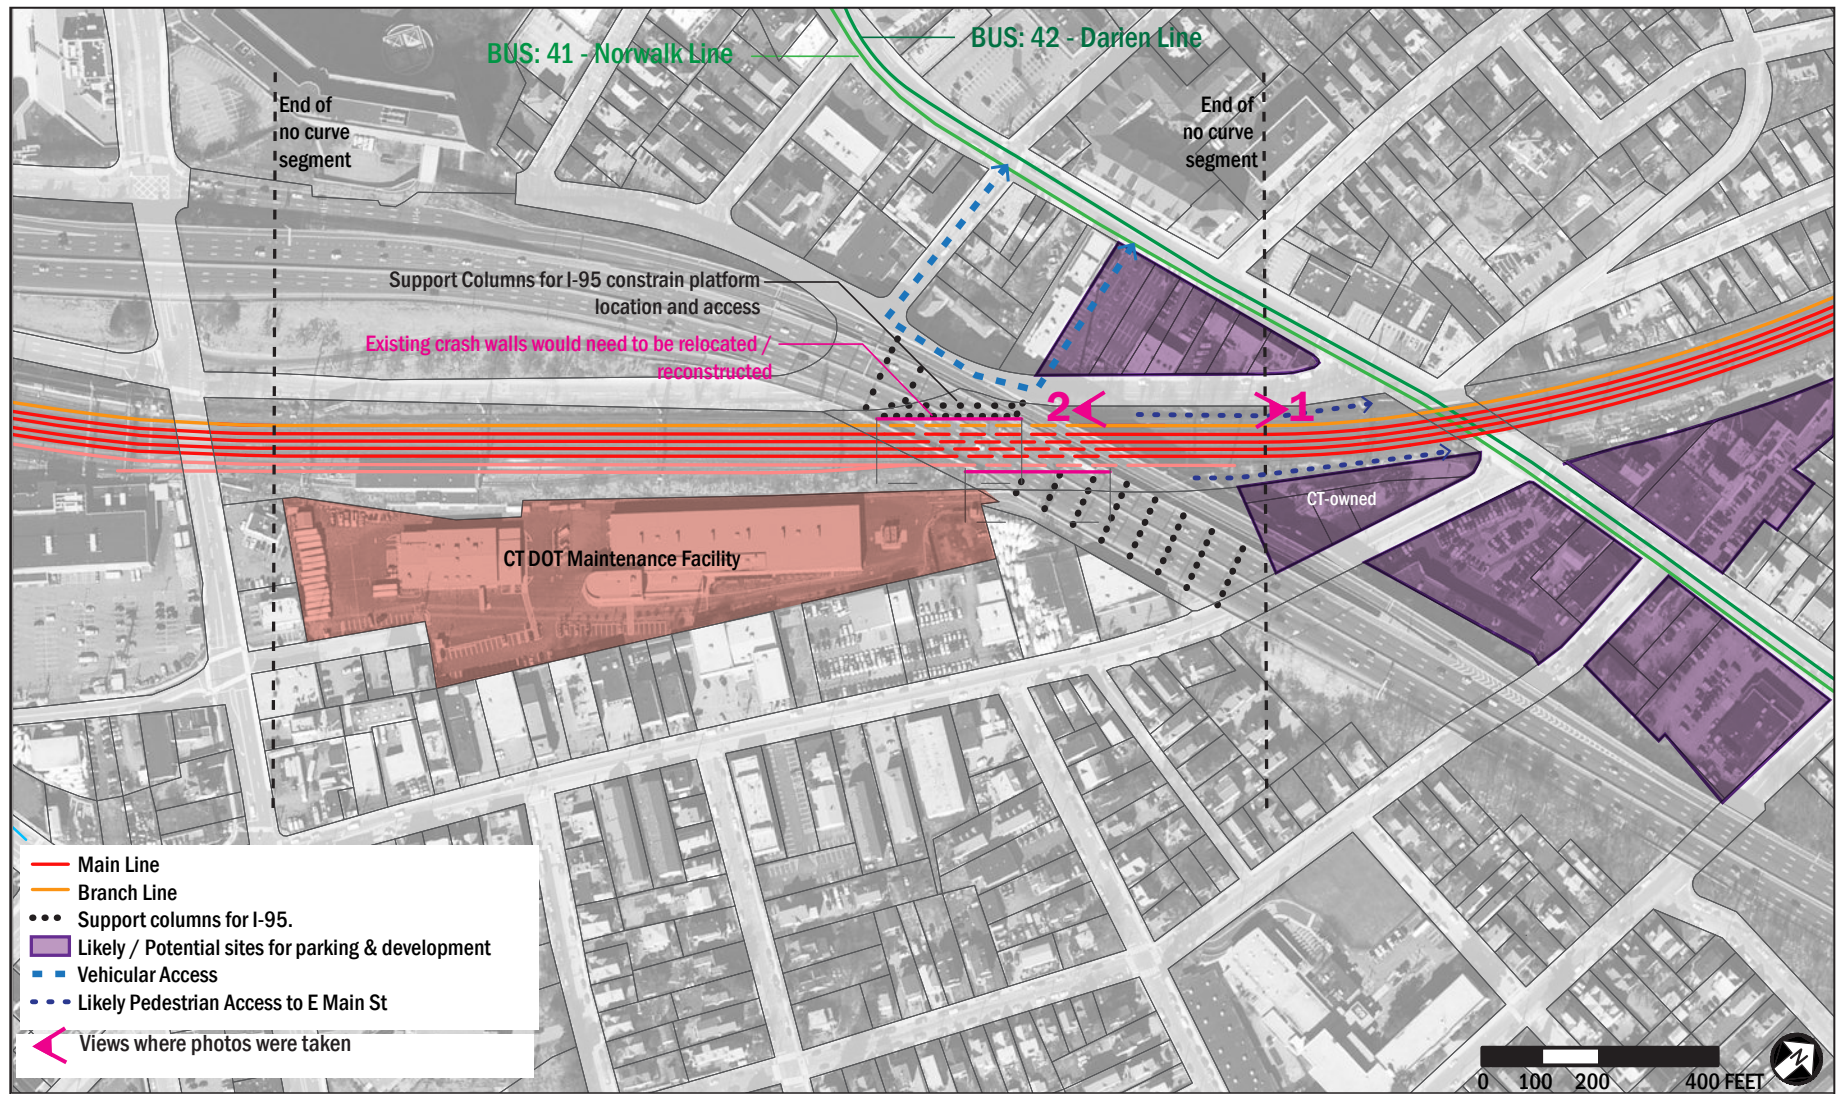 BUS: 41 - Norwalk Line
BUS: 42 - Darien Line
End of
no curve
segment
End of
no curve
segment
Support Columns for I-95 constrain platform
location and access
Existing crash walls would need to be relocated /
reconstructed
2
1
CT-owned
CT DOT Maintenance Facility
Main Line
Branch Line
Support columns for I-95.
Likely / Potential sites for parking & development
Vehicular Access
Likely Pedestrian Access to E Main St
Views where photos were taken
0 100 200 400 FEET
N